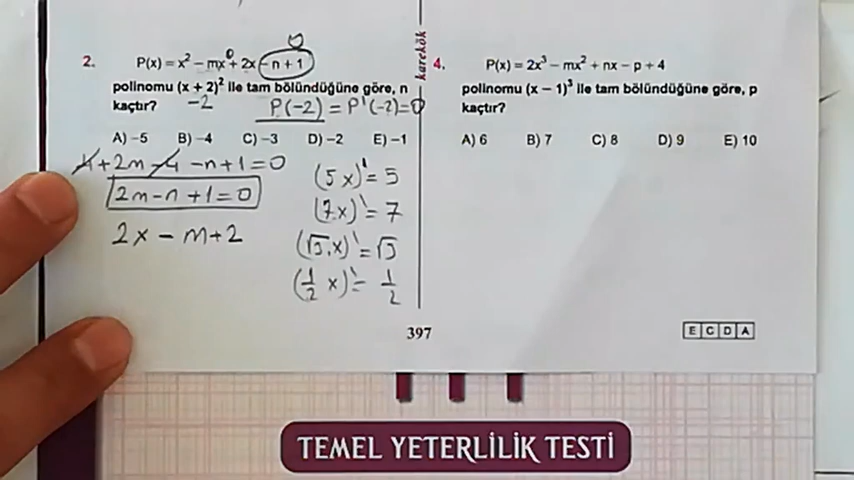 2. P(x) = x² − mx + 2x − n + 1
0
0
polinomu (x + 2)² ile tam bölündüğüne göre, n
kaçtır?
-2
P(-2) = P'(-2) = 0
A) −5 B) −4 C) −3 D) −2 E) −1
4 + 2m - 4 - n + 1 = 0
2m - n + 1 = 0
2x - m + 2
(5x)' = 5
(7x)' = 7
(√3.x)' = √3
(1/2 x)' = 1/2
karekök
4. P(x) = 2x³ − mx² + nx − p + 4
polinomu (x − 1)³ ile tam bölündüğüne göre, p
kaçtır?
A) 6 B) 7 C) 8 D) 9 E) 10
397
E C D A
TEMEL YETERLİLİK TESTİ